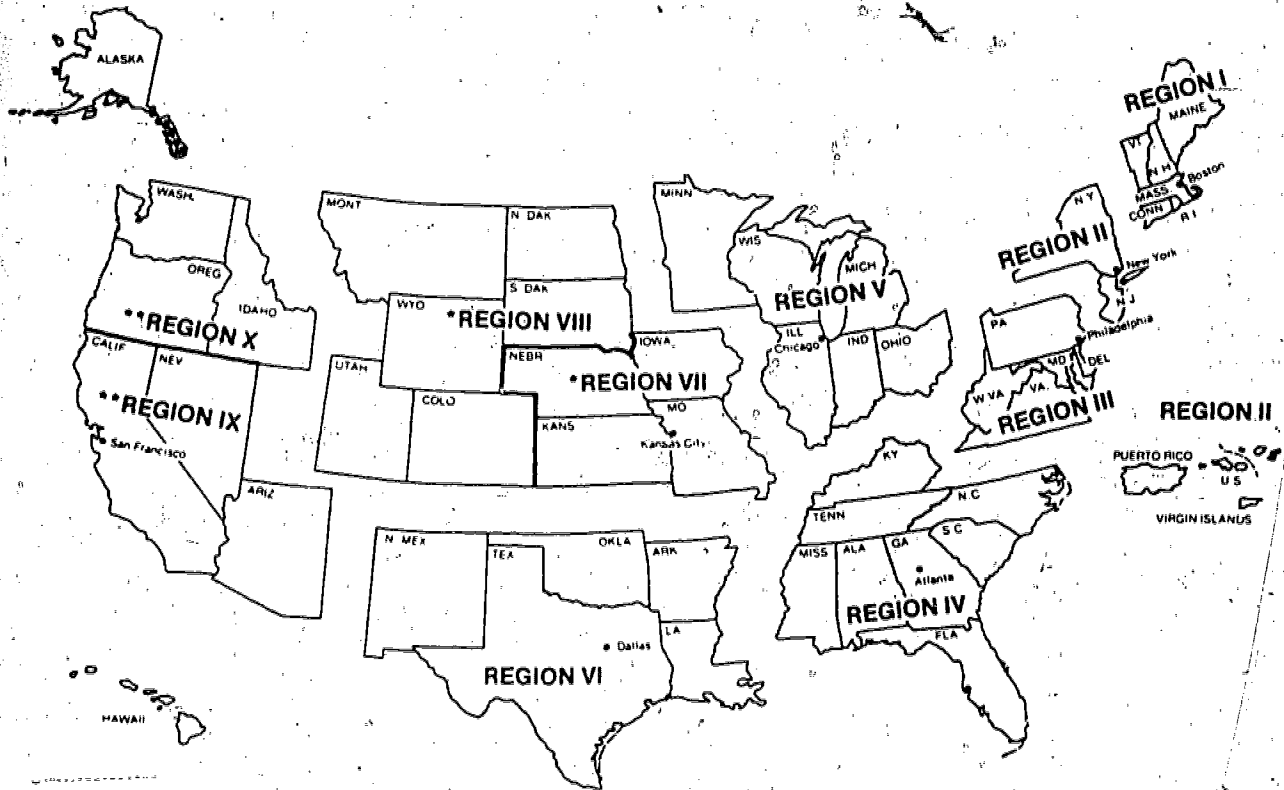 ALASKA
REGION I
MAINE
VT
N H
Boston
MASS
CONN
R I
WASH.
MONT
N DAK
MINN
N Y
WIS
REGION II
New York
MICH
OREG
S DAK
N J
IDAHO
WYO
REGION V
**REGION X
*REGION VIII
PA
ILL
Philadelphia
CALIF
NEV
IOWA
Chicago
IND
OHIO
UTAH
NEBR
MD
DEL
*REGION VII
W VA
VA.
**REGION IX
COLO
MO
REGION III
REGION II
KANS
Kansas City
San Francisco
KY
PUERTO RICO
U S
VIRGIN ISLANDS
ARIZ
N.C
TENN
S C
N MEX
OKLA
ARK
TEX
MISS
ALA
GA
Atlanta
REGION IV
LA
FLA
Dallas
REGION VI
HAWAII